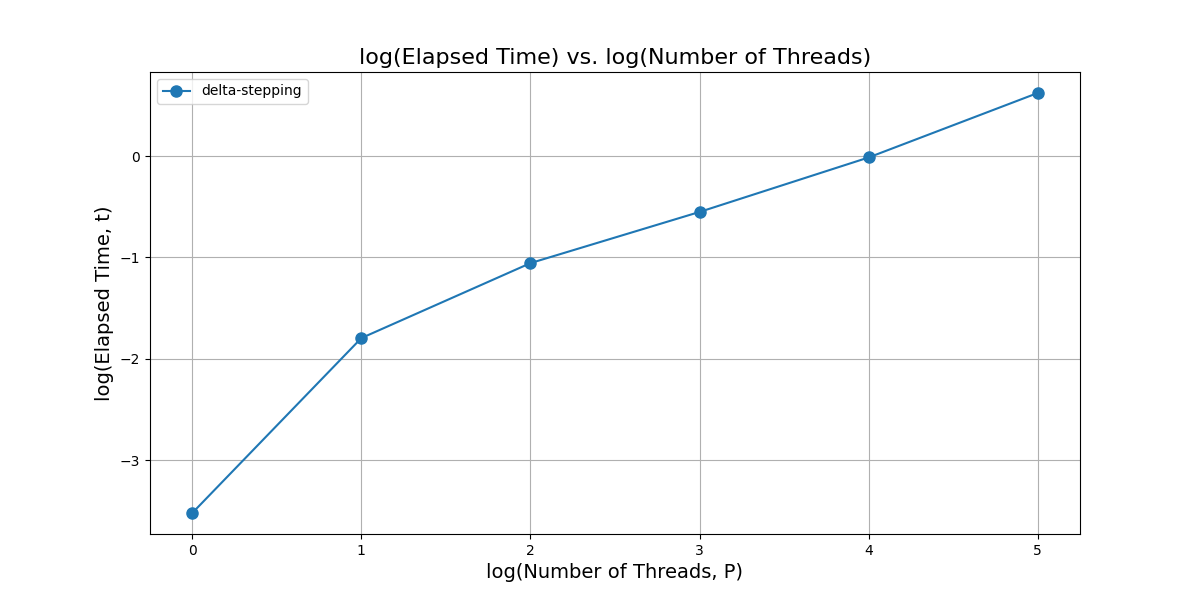 log(Elapsed Time) vs. log(Number of Threads)
delta-stepping
log(Elapsed Time, t)
0
−1
−2
−3
0 1 2 3 4 5
log(Number of Threads, P)